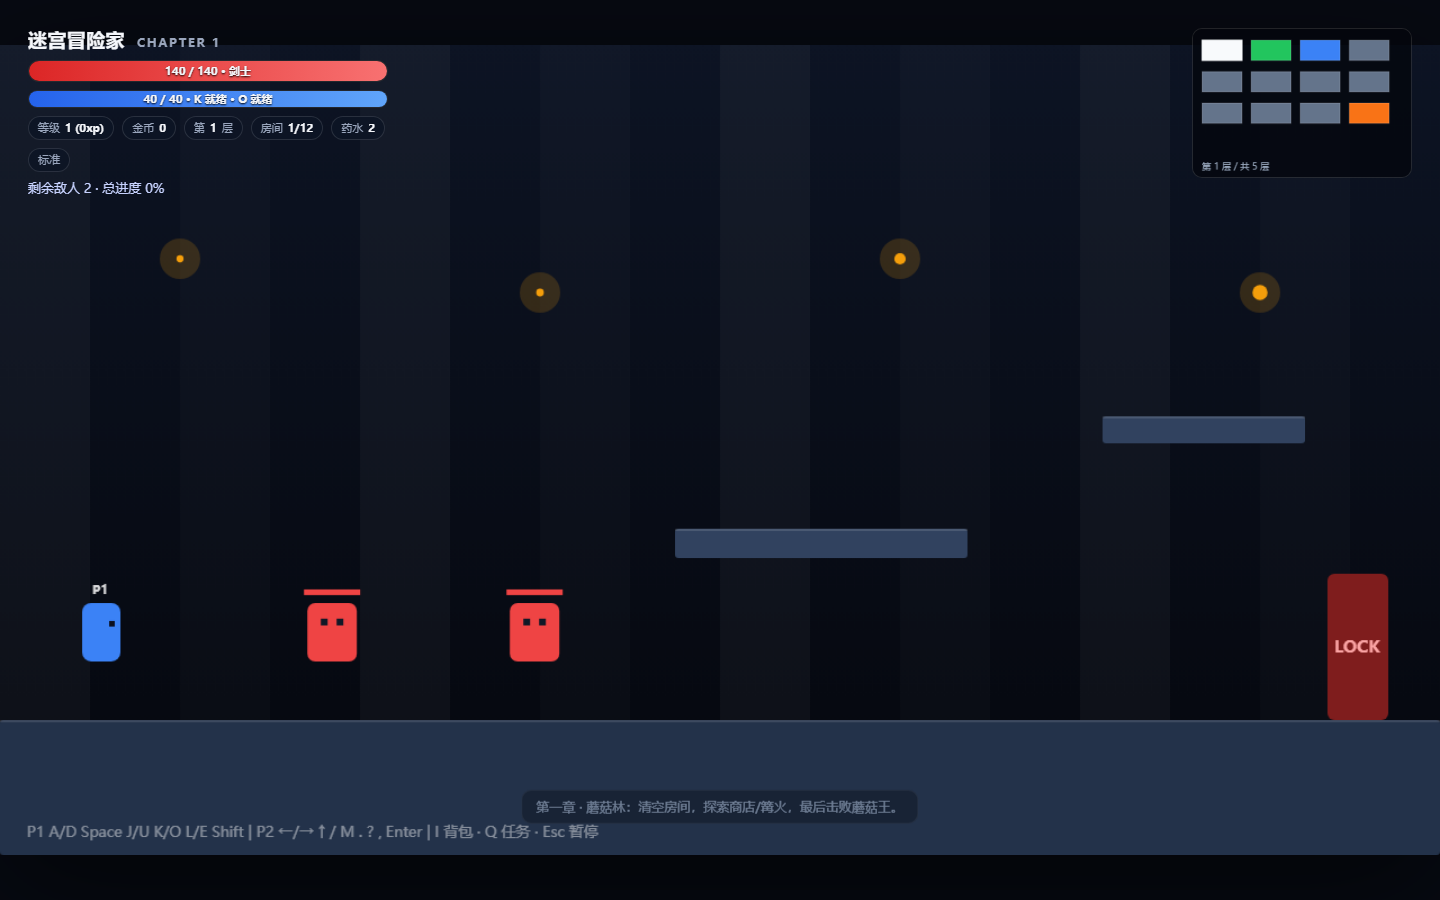 迷宫冒险家 CHAPTER 1
140 / 140 • 剑士
40 / 40 • K 就绪 • O 就绪
等级 1 (0xp) 金币 0 第 1 层 房间 1/12 药水 2
标准
剩余敌人 2 · 总进度 0%
第 1 层 / 共 5 层
P1
LOCK
第一章 · 蘑菇林：清空房间，探索商店/篝火，最后击败蘑菇王。
P1 A/D Space J/U K/O L/E Shift | P2 ←/→ ↑ / M . ? , Enter | I 背包 · Q 任务 · Esc 暂停